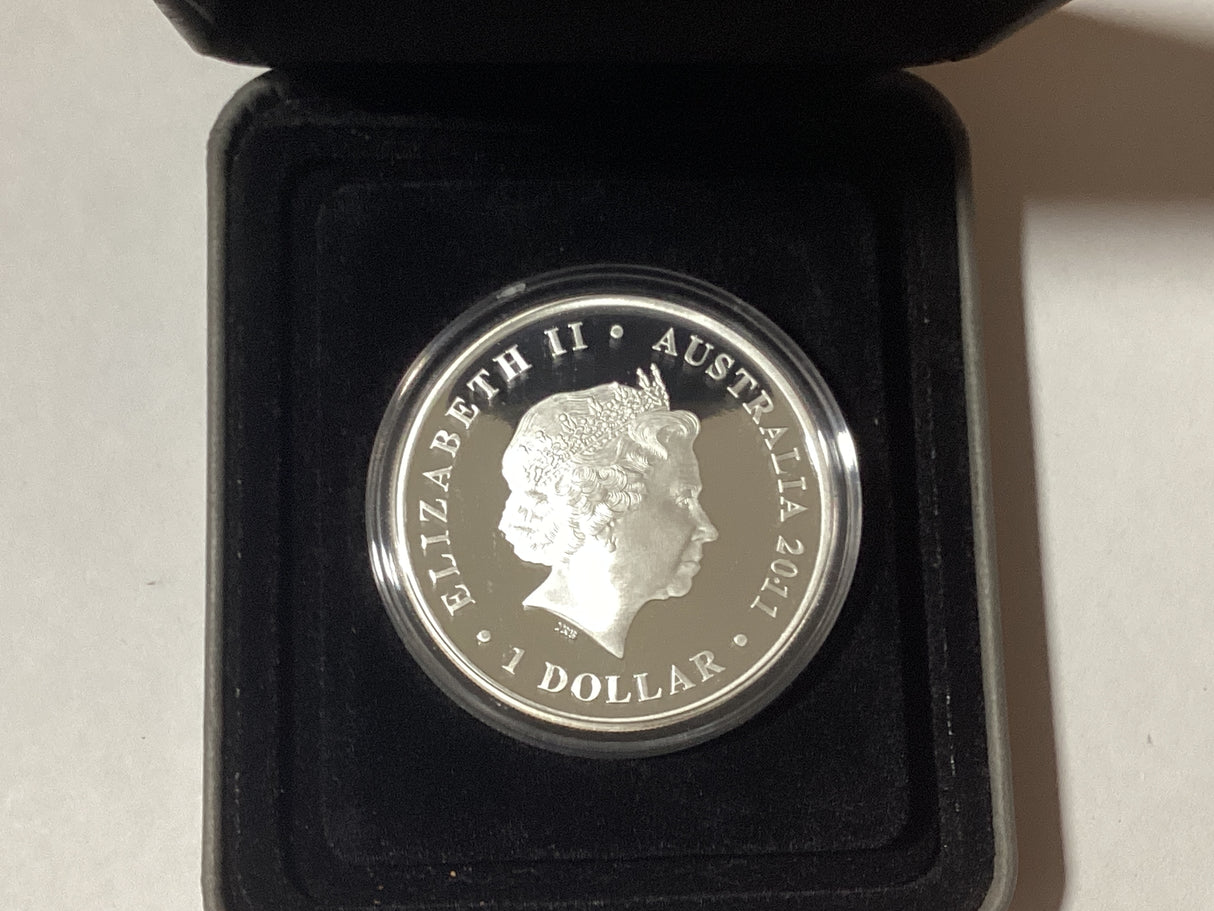 ELIZABETH II • AUSTRALIA 2011
• 1 DOLLAR •
IRB